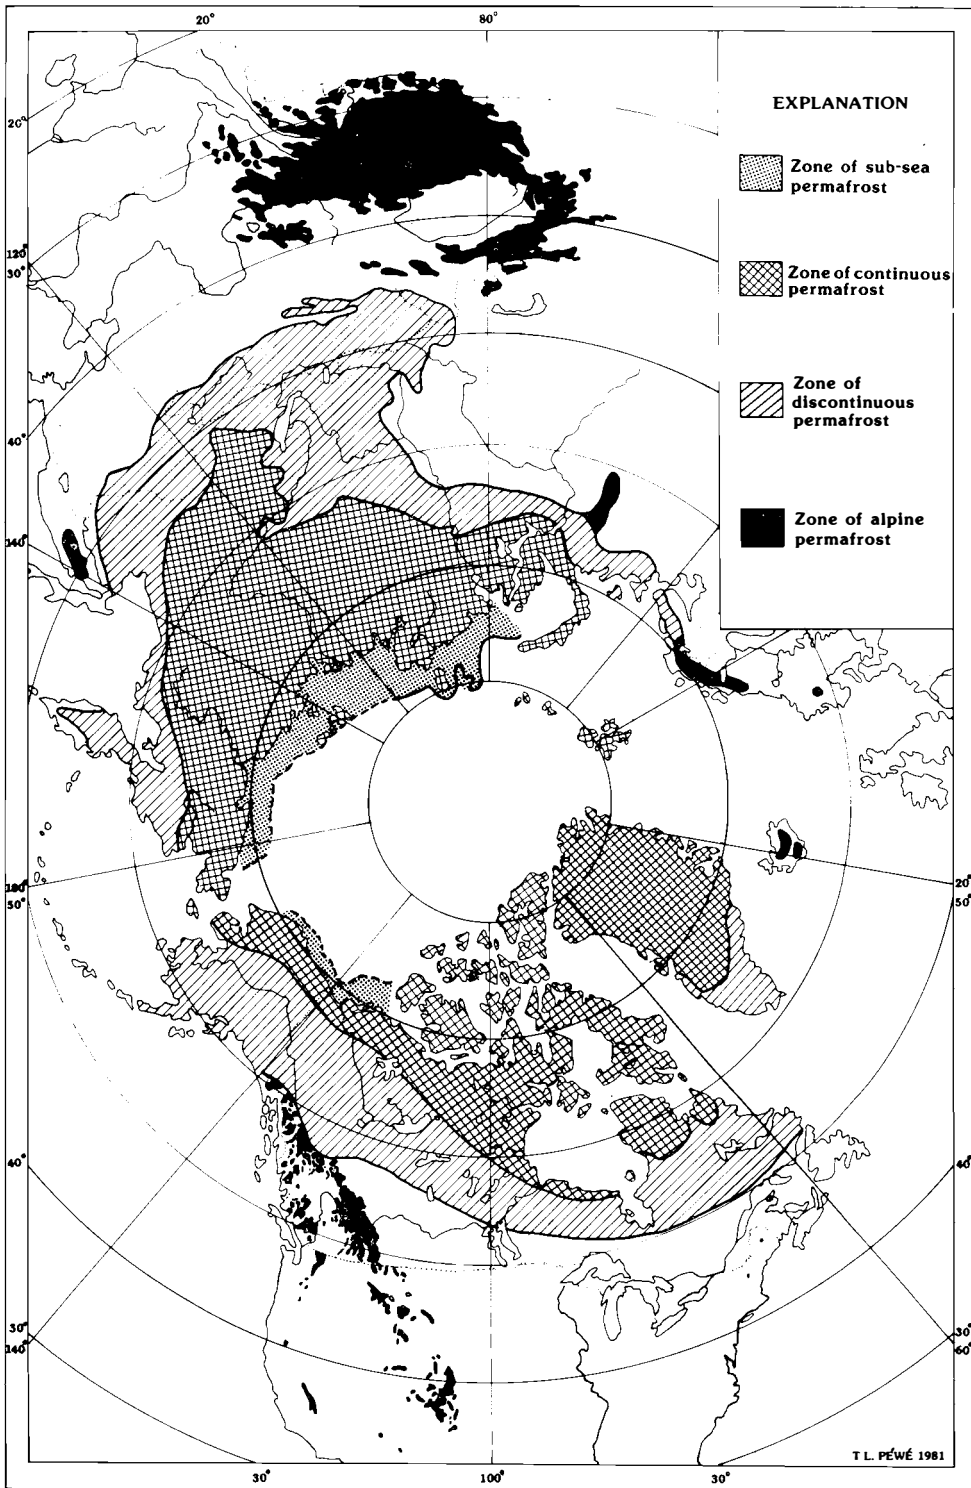 20°
80°
20°
EXPLANATION
Zone of sub-sea
permafrost
120°
30°
Zone of continuous
permafrost
Zone of
discontinuous
permafrost
40°
Zone of alpine
permafrost
140°
180°
50°
20°
50°
40°
40°
30°
140°
30°
60°
T L. PÉWÉ 1981
30°
100°
30°